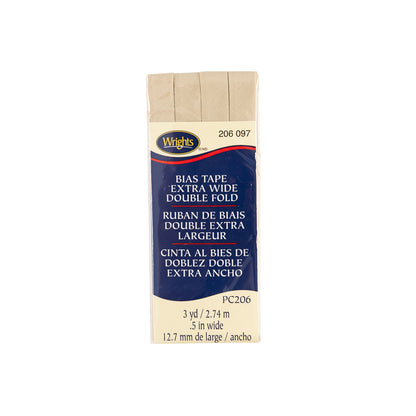 206 097
Wrights
BIAS TAPE
EXTRA WIDE
DOUBLE FOLD
RUBAN DE BIAIS
DOUBLE EXTRA
LARGEUR
CINTA AL BIES DE
DOBLEZ DOBLE
EXTRA ANCHO
PC206
3 yd / 2.74 m
.5 in wide
12.7 mm de large / ancho